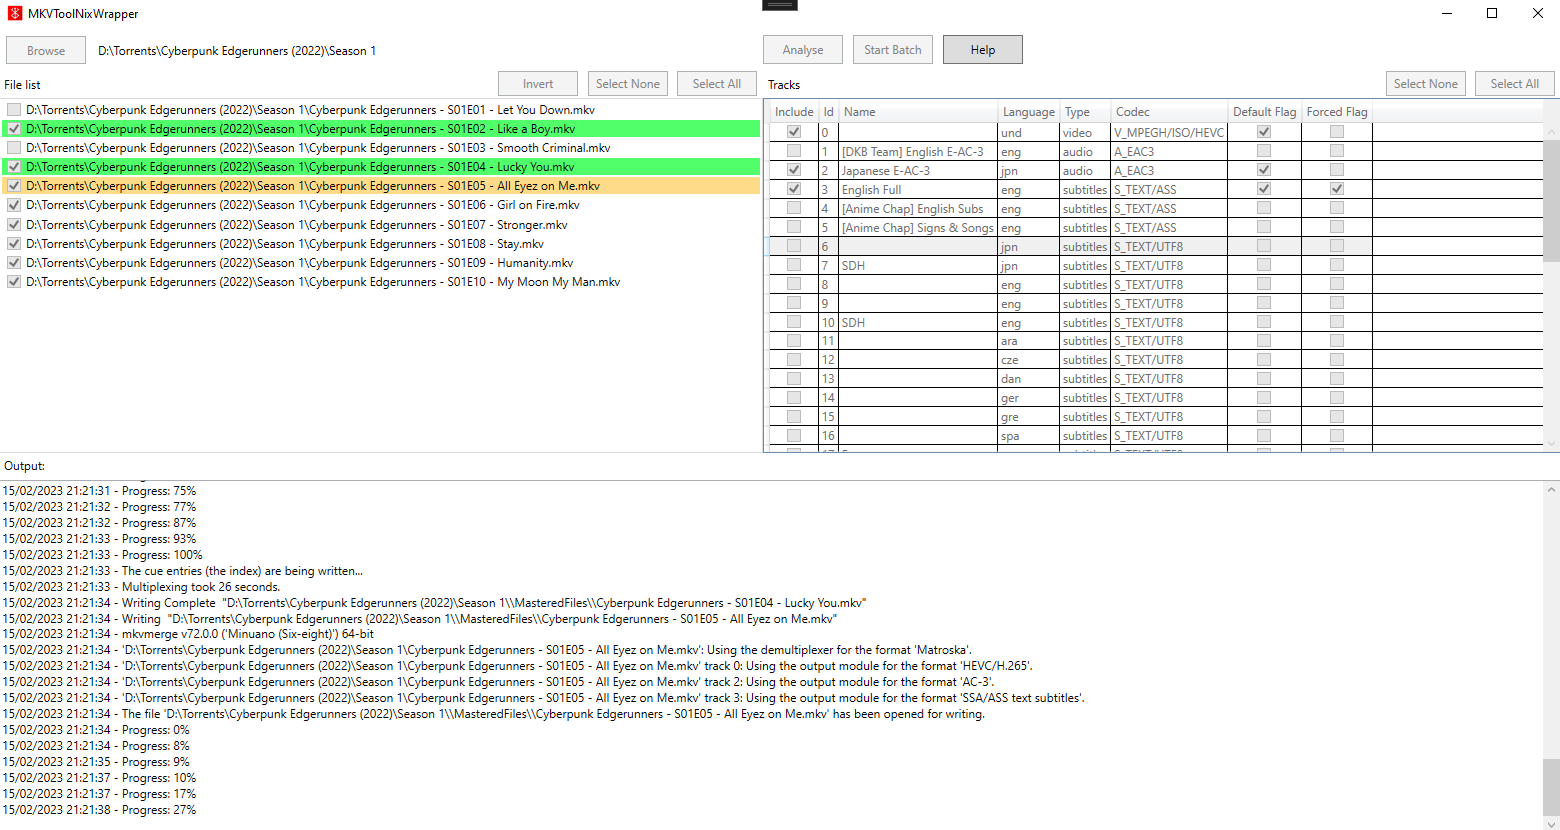 MKVToolNixWrapper
Browse D:\Torrents\Cyberpunk Edgerunners (2022)\Season 1 Analyse Start Batch Help
File list Invert Select None Select All
D:\Torrents\Cyberpunk Edgerunners (2022)\Season 1\Cyberpunk Edgerunners - S01E01 - Let You Down.mkv
D:\Torrents\Cyberpunk Edgerunners (2022)\Season 1\Cyberpunk Edgerunners - S01E02 - Like a Boy.mkv
D:\Torrents\Cyberpunk Edgerunners (2022)\Season 1\Cyberpunk Edgerunners - S01E03 - Smooth Criminal.mkv
D:\Torrents\Cyberpunk Edgerunners (2022)\Season 1\Cyberpunk Edgerunners - S01E04 - Lucky You.mkv
D:\Torrents\Cyberpunk Edgerunners (2022)\Season 1\Cyberpunk Edgerunners - S01E05 - All Eyez on Me.mkv
D:\Torrents\Cyberpunk Edgerunners (2022)\Season 1\Cyberpunk Edgerunners - S01E06 - Girl on Fire.mkv
D:\Torrents\Cyberpunk Edgerunners (2022)\Season 1\Cyberpunk Edgerunners - S01E07 - Stronger.mkv
D:\Torrents\Cyberpunk Edgerunners (2022)\Season 1\Cyberpunk Edgerunners - S01E08 - Stay.mkv
D:\Torrents\Cyberpunk Edgerunners (2022)\Season 1\Cyberpunk Edgerunners - S01E09 - Humanity.mkv
D:\Torrents\Cyberpunk Edgerunners (2022)\Season 1\Cyberpunk Edgerunners - S01E10 - My Moon My Man.mkv
Tracks Select None Select All
Include Id Name Language Type Codec Default Flag Forced Flag
0 und video V_MPEGH/ISO/HEVC
1 [DKB Team] English E-AC-3 eng audio A_EAC3
2 Japanese E-AC-3 jpn audio A_EAC3
3 English Full eng subtitles S_TEXT/ASS
4 [Anime Chap] English Subs eng subtitles S_TEXT/ASS
5 [Anime Chap] Signs & Songs eng subtitles S_TEXT/ASS
6 jpn subtitles S_TEXT/UTF8
7 SDH jpn subtitles S_TEXT/UTF8
8 eng subtitles S_TEXT/UTF8
9 eng subtitles S_TEXT/UTF8
10 SDH eng subtitles S_TEXT/UTF8
11 ara subtitles S_TEXT/UTF8
12 cze subtitles S_TEXT/UTF8
13 dan subtitles S_TEXT/UTF8
14 ger subtitles S_TEXT/UTF8
15 gre subtitles S_TEXT/UTF8
16 spa subtitles S_TEXT/UTF8
Output:
15/02/2023 21:21:31 - Progress: 75%
15/02/2023 21:21:32 - Progress: 77%
15/02/2023 21:21:32 - Progress: 87%
15/02/2023 21:21:33 - Progress: 93%
15/02/2023 21:21:33 - Progress: 100%
15/02/2023 21:21:33 - The cue entries (the index) are being written...
15/02/2023 21:21:33 - Multiplexing took 26 seconds.
15/02/2023 21:21:34 - Writing Complete "D:\Torrents\Cyberpunk Edgerunners (2022)\Season 1\\MasteredFiles\\Cyberpunk Edgerunners - S01E04 - Lucky You.mkv"
15/02/2023 21:21:34 - Writing "D:\Torrents\Cyberpunk Edgerunners (2022)\Season 1\\MasteredFiles\\Cyberpunk Edgerunners - S01E05 - All Eyez on Me.mkv"
15/02/2023 21:21:34 - mkvmerge v72.0.0 ('Minuano (Six-eight)') 64-bit
15/02/2023 21:21:34 - 'D:\Torrents\Cyberpunk Edgerunners (2022)\Season 1\Cyberpunk Edgerunners - S01E05 - All Eyez on Me.mkv': Using the demultiplexer for the format 'Matroska'.
15/02/2023 21:21:34 - 'D:\Torrents\Cyberpunk Edgerunners (2022)\Season 1\Cyberpunk Edgerunners - S01E05 - All Eyez on Me.mkv' track 0: Using the output module for the format 'HEVC/H.265'.
15/02/2023 21:21:34 - 'D:\Torrents\Cyberpunk Edgerunners (2022)\Season 1\Cyberpunk Edgerunners - S01E05 - All Eyez on Me.mkv' track 2: Using the output module for the format 'AC-3'.
15/02/2023 21:21:34 - 'D:\Torrents\Cyberpunk Edgerunners (2022)\Season 1\Cyberpunk Edgerunners - S01E05 - All Eyez on Me.mkv' track 3: Using the output module for the format 'SSA/ASS text subtitles'.
15/02/2023 21:21:34 - The file 'D:\Torrents\Cyberpunk Edgerunners (2022)\Season 1\\MasteredFiles\\Cyberpunk Edgerunners - S01E05 - All Eyez on Me.mkv' has been opened for writing.
15/02/2023 21:21:34 - Progress: 0%
15/02/2023 21:21:34 - Progress: 8%
15/02/2023 21:21:35 - Progress: 9%
15/02/2023 21:21:37 - Progress: 10%
15/02/2023 21:21:37 - Progress: 17%
15/02/2023 21:21:38 - Progress: 27%